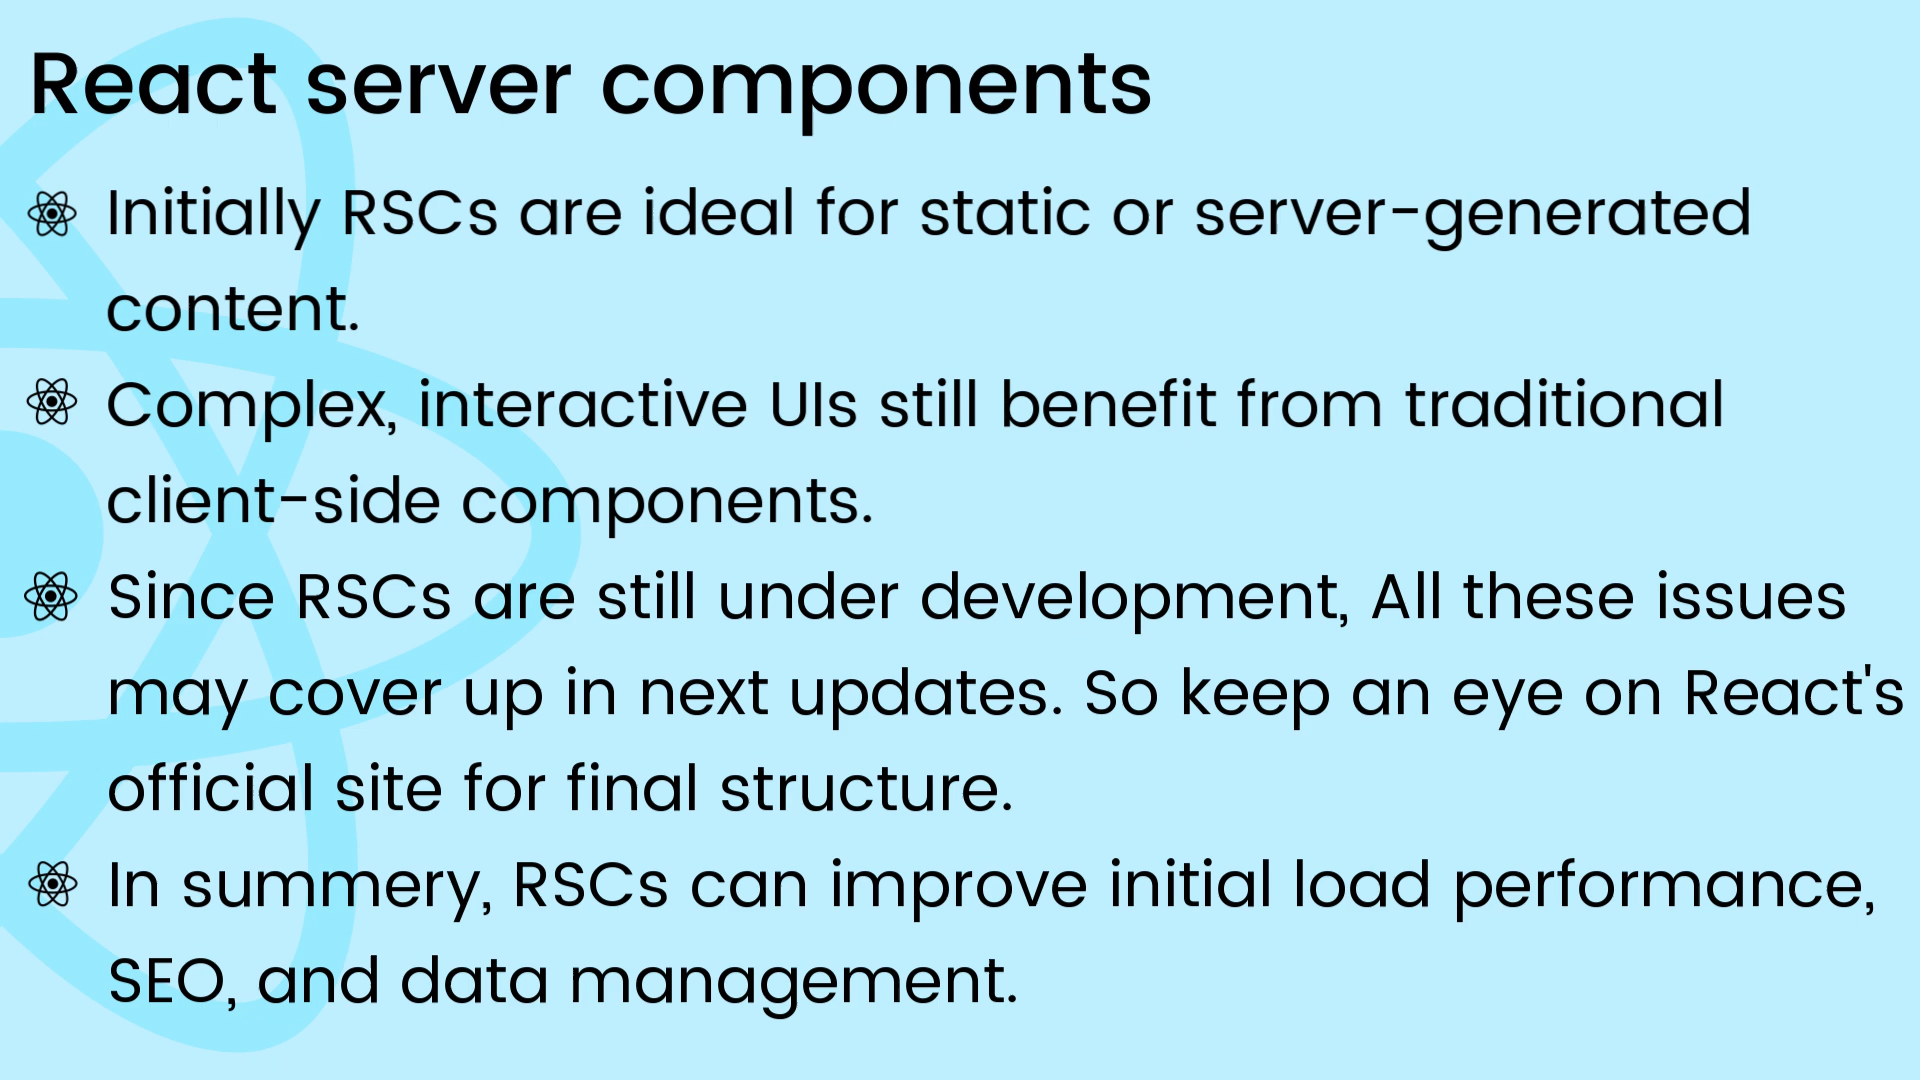 React server components
Initially RSCs are ideal for static or server-generated
content.
Complex, interactive UIs still benefit from traditional
client-side components.
Since RSCs are still under development, All these issues
may cover up in next updates. So keep an eye on React's
official site for final structure.
In summery, RSCs can improve initial load performance,
SEO, and data management.